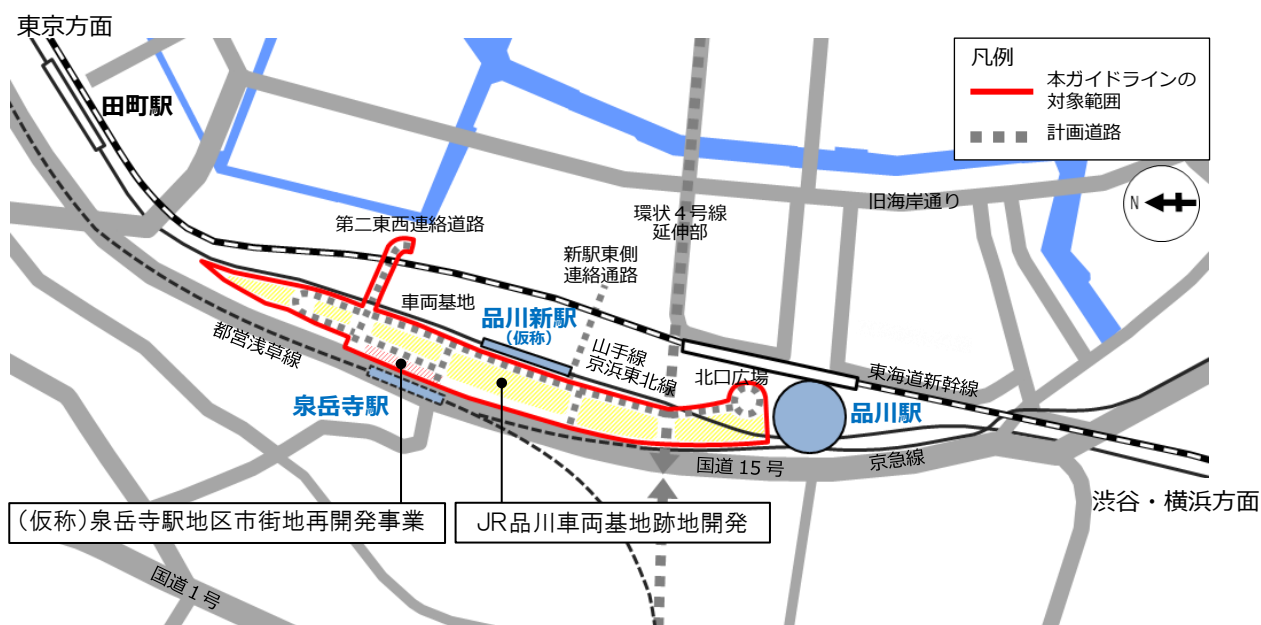 東京方面
田町駅
凡例
本ガイドラインの
対象範囲
計画道路
N
旧海岸通り
第二東西連絡道路
環状４号線
延伸部
新駅東側
連絡通路
車両基地
品川新駅
（仮称）
山手線
京浜東北線
都営浅草線
北口広場
東海道新幹線
泉岳寺駅
品川駅
国道15号
京急線
渋谷・横浜方面
（仮称）泉岳寺駅地区市街地再開発事業
JR品川車両基地跡地開発
国道１号